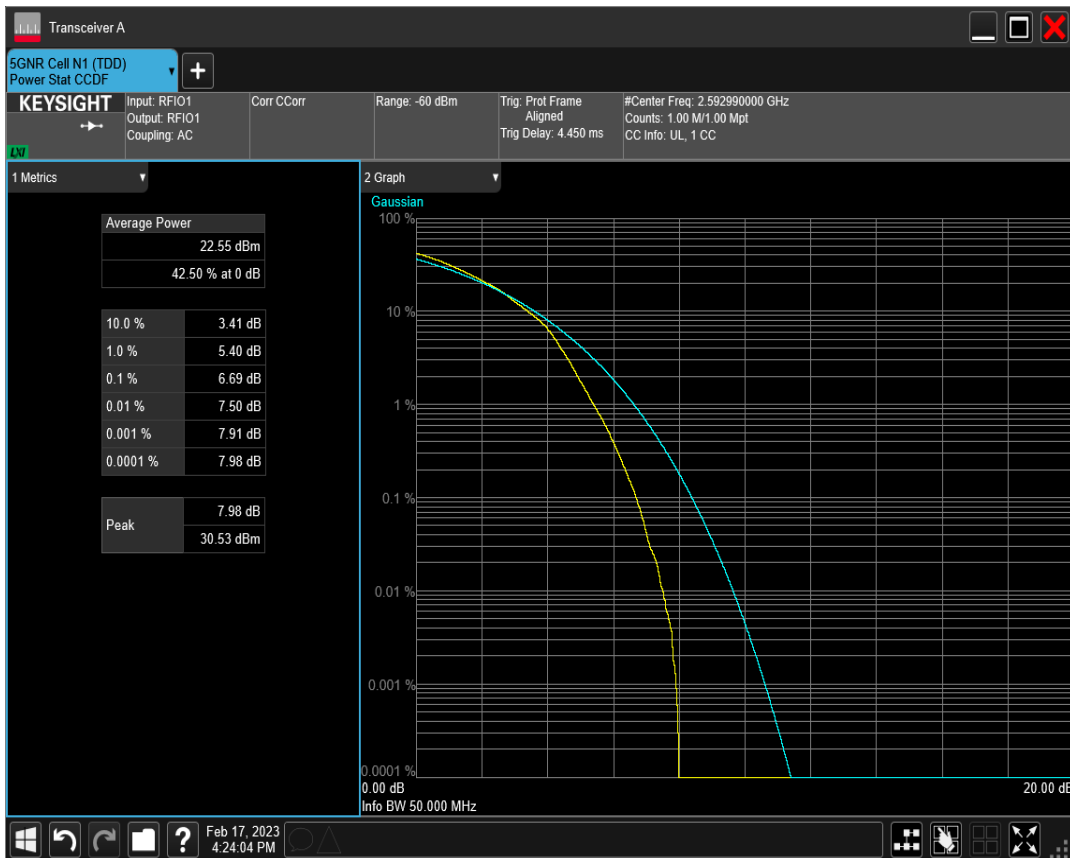 Transceiver A
5GNR Cell N1 (TDD)
Power Stat CCDF
KEYSIGHT
LXI
Input: RFIO1
Output: RFIO1
Coupling: AC
Corr CCorr
Range: -60 dBm
Trig: Prot Frame
Aligned
Trig Delay: 4.450 ms
#Center Freq: 2.592990000 GHz
Counts: 1.00 M/1.00 Mpt
CC Info: UL, 1 CC
1 Metrics
Average Power
22.55 dBm
42.50 % at 0 dB
10.0 % 3.41 dB
1.0 % 5.40 dB
0.1 % 6.69 dB
0.01 % 7.50 dB
0.001 % 7.91 dB
0.0001 % 7.98 dB
Peak
7.98 dB
30.53 dBm
2 Graph
Gaussian
100 %
10 %
1 %
0.1 %
0.01 %
0.001 %
0.0001 %
0.00 dB 20.00 dB
Info BW 50.000 MHz
Feb 17, 2023
4:24:04 PM